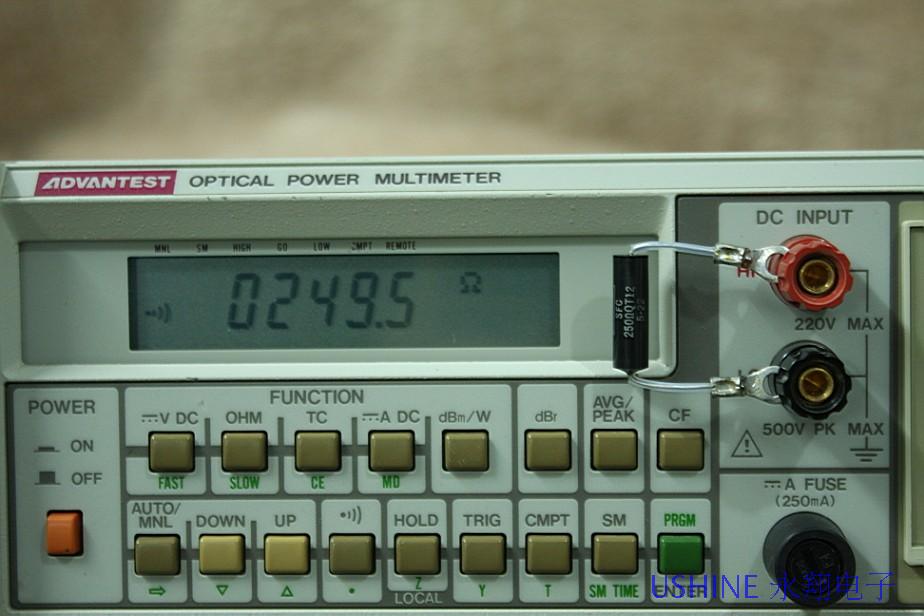 ADVANTEST OPTICAL POWER MULTIMETER
MNL SM HIGH GO LOW CMPT REMOTE
0249.5 Ω
SFC
250ΩQT12
DC INPUT
HI
220V MAX
500V PK MAX
POWER
ON
OFF
FUNCTION
⎓V DC OHM TC ⎓A DC dBm/W dBr AVG/PEAK CF
FAST SLOW CE MD
⎓A FUSE
(250mA)
AUTO/MNL DOWN UP •))) HOLD TRIG CMPT SM PRGM
⇨ ▽ △ • Z Y T SM TIME ENTER
LOCAL
USHINE 永翔电子